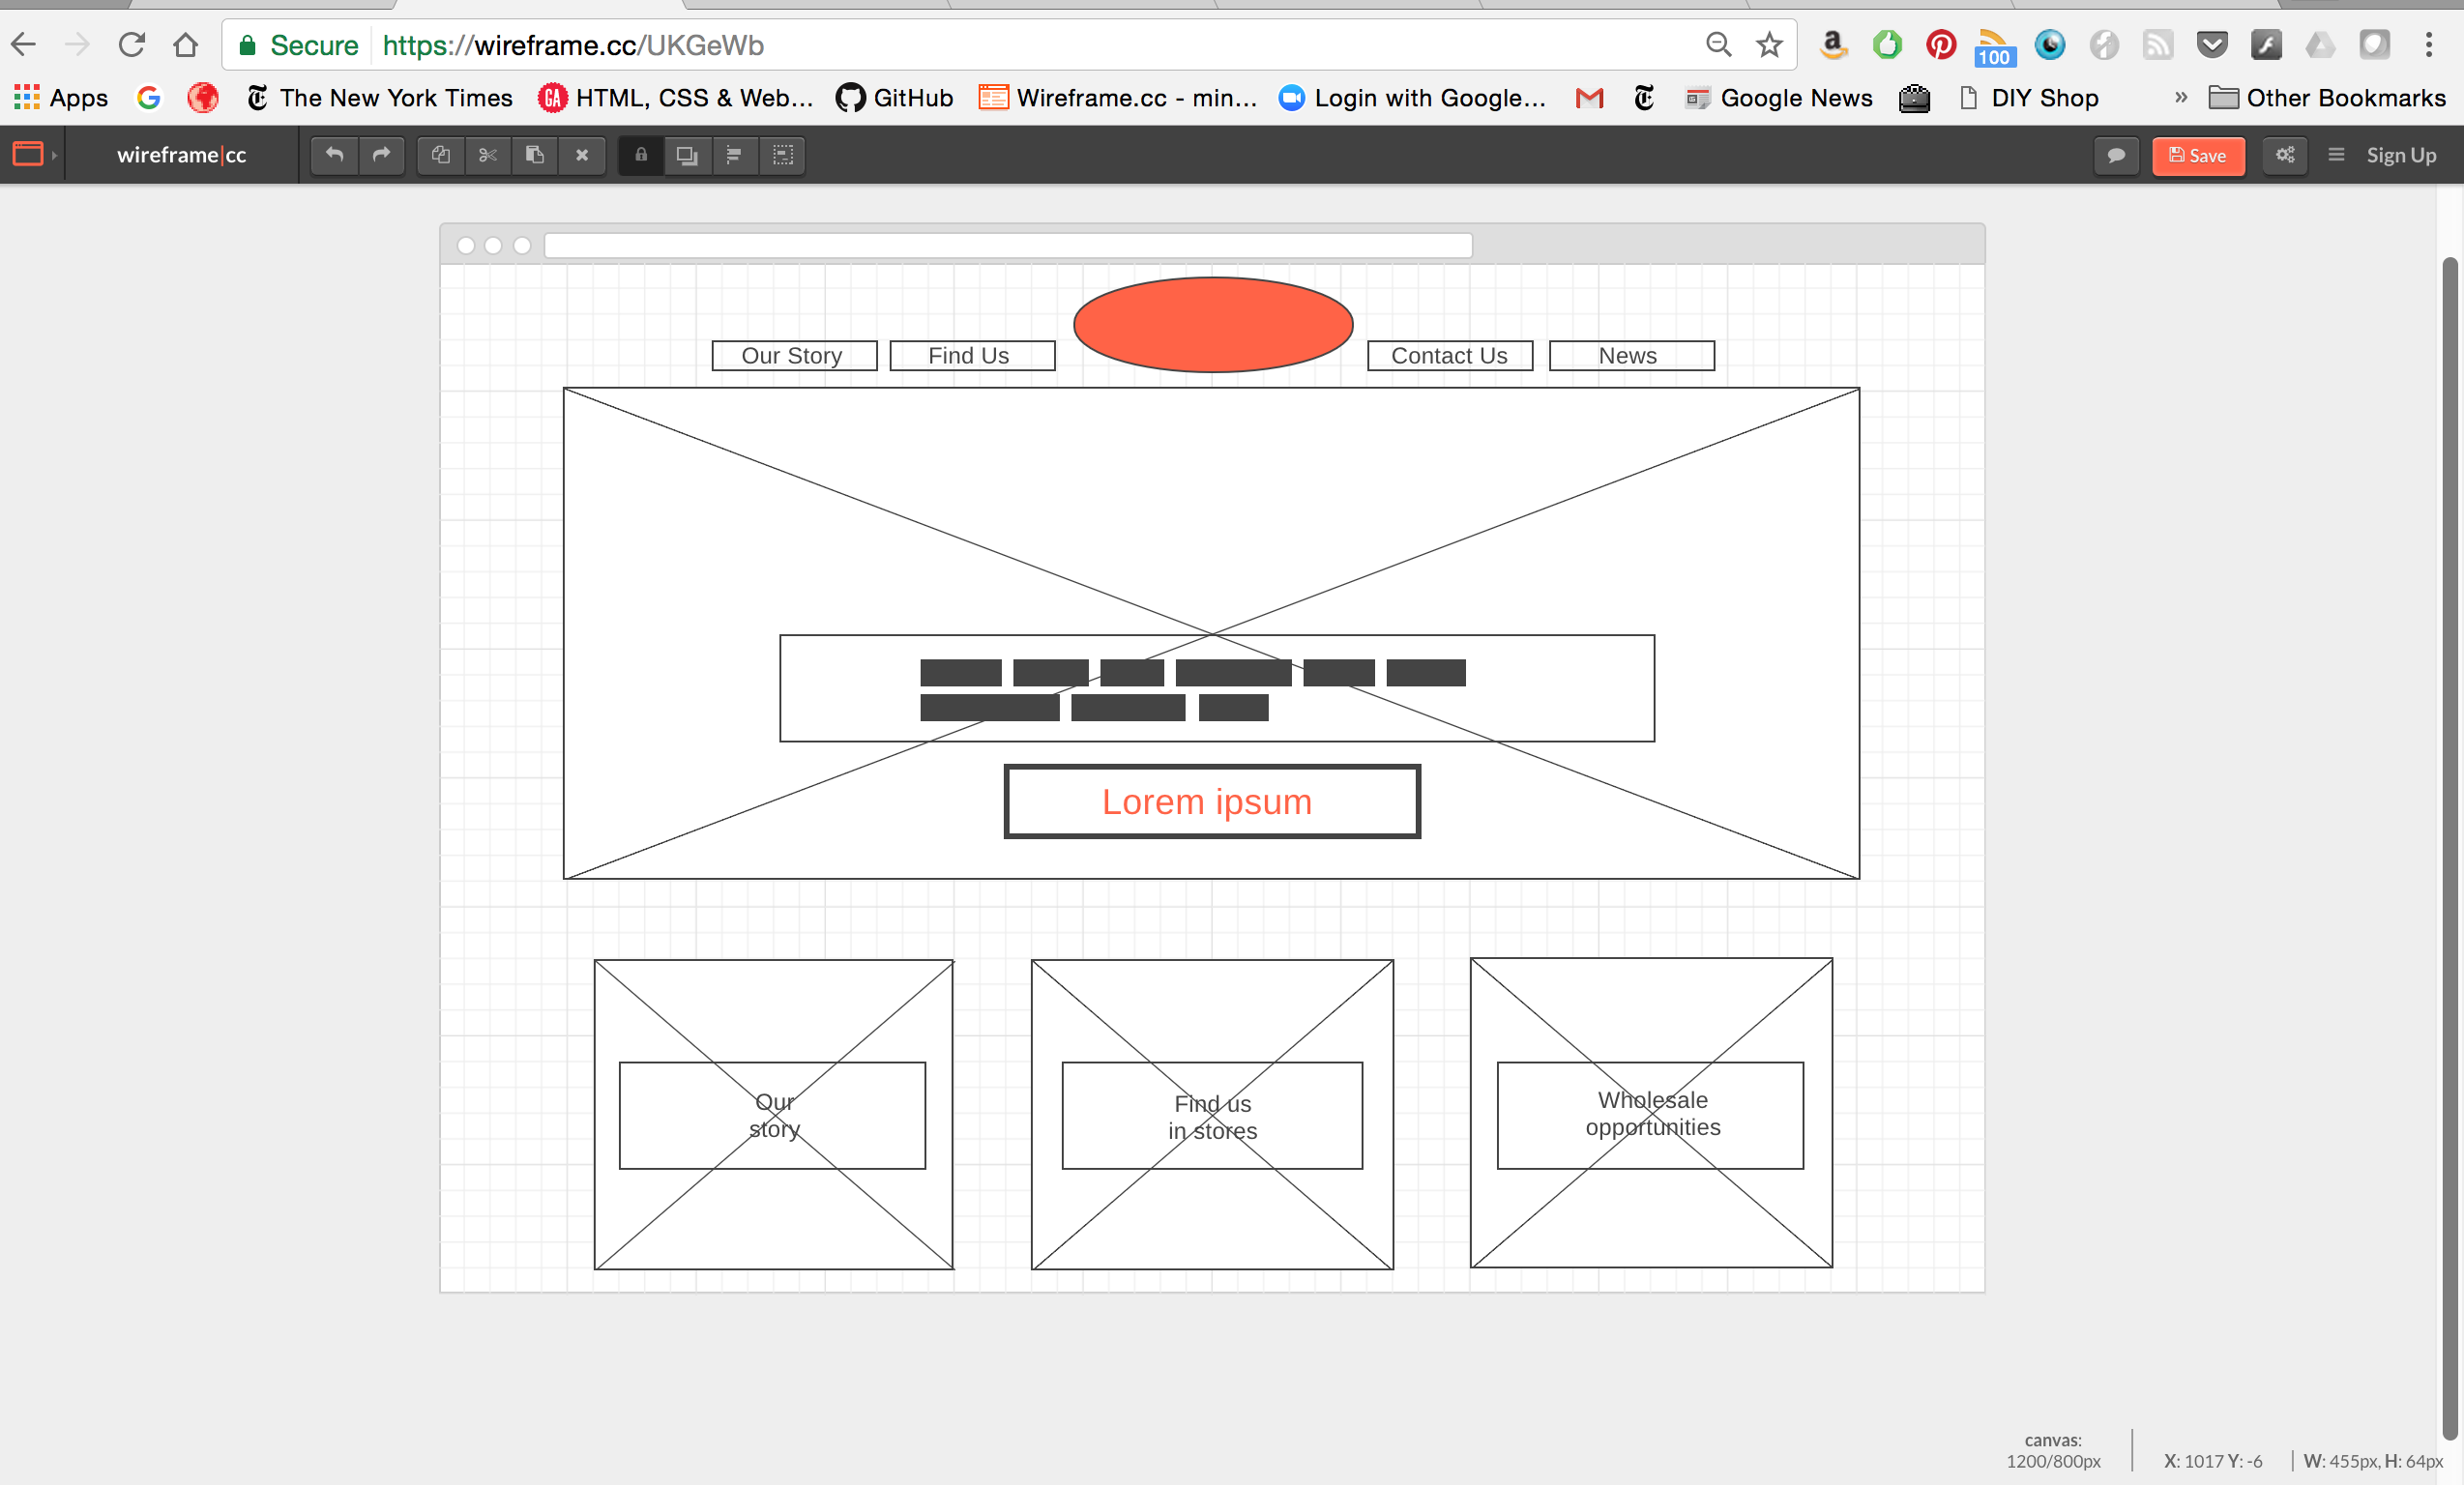 Secure https://wireframe.cc/UKGeWb
100
Apps The New York Times HTML, CSS & Web... GitHub Wireframe.cc - min... Login with Google... Google News DIY Shop » Other Bookmarks
wireframe|cc Save Sign Up
Our Story Find Us Contact Us News
Lorem ipsum
Our
story
Find us
in stores
Wholesale
opportunities
canvas:
1200/800px X: 1017 Y: -6 W: 455px, H: 64px